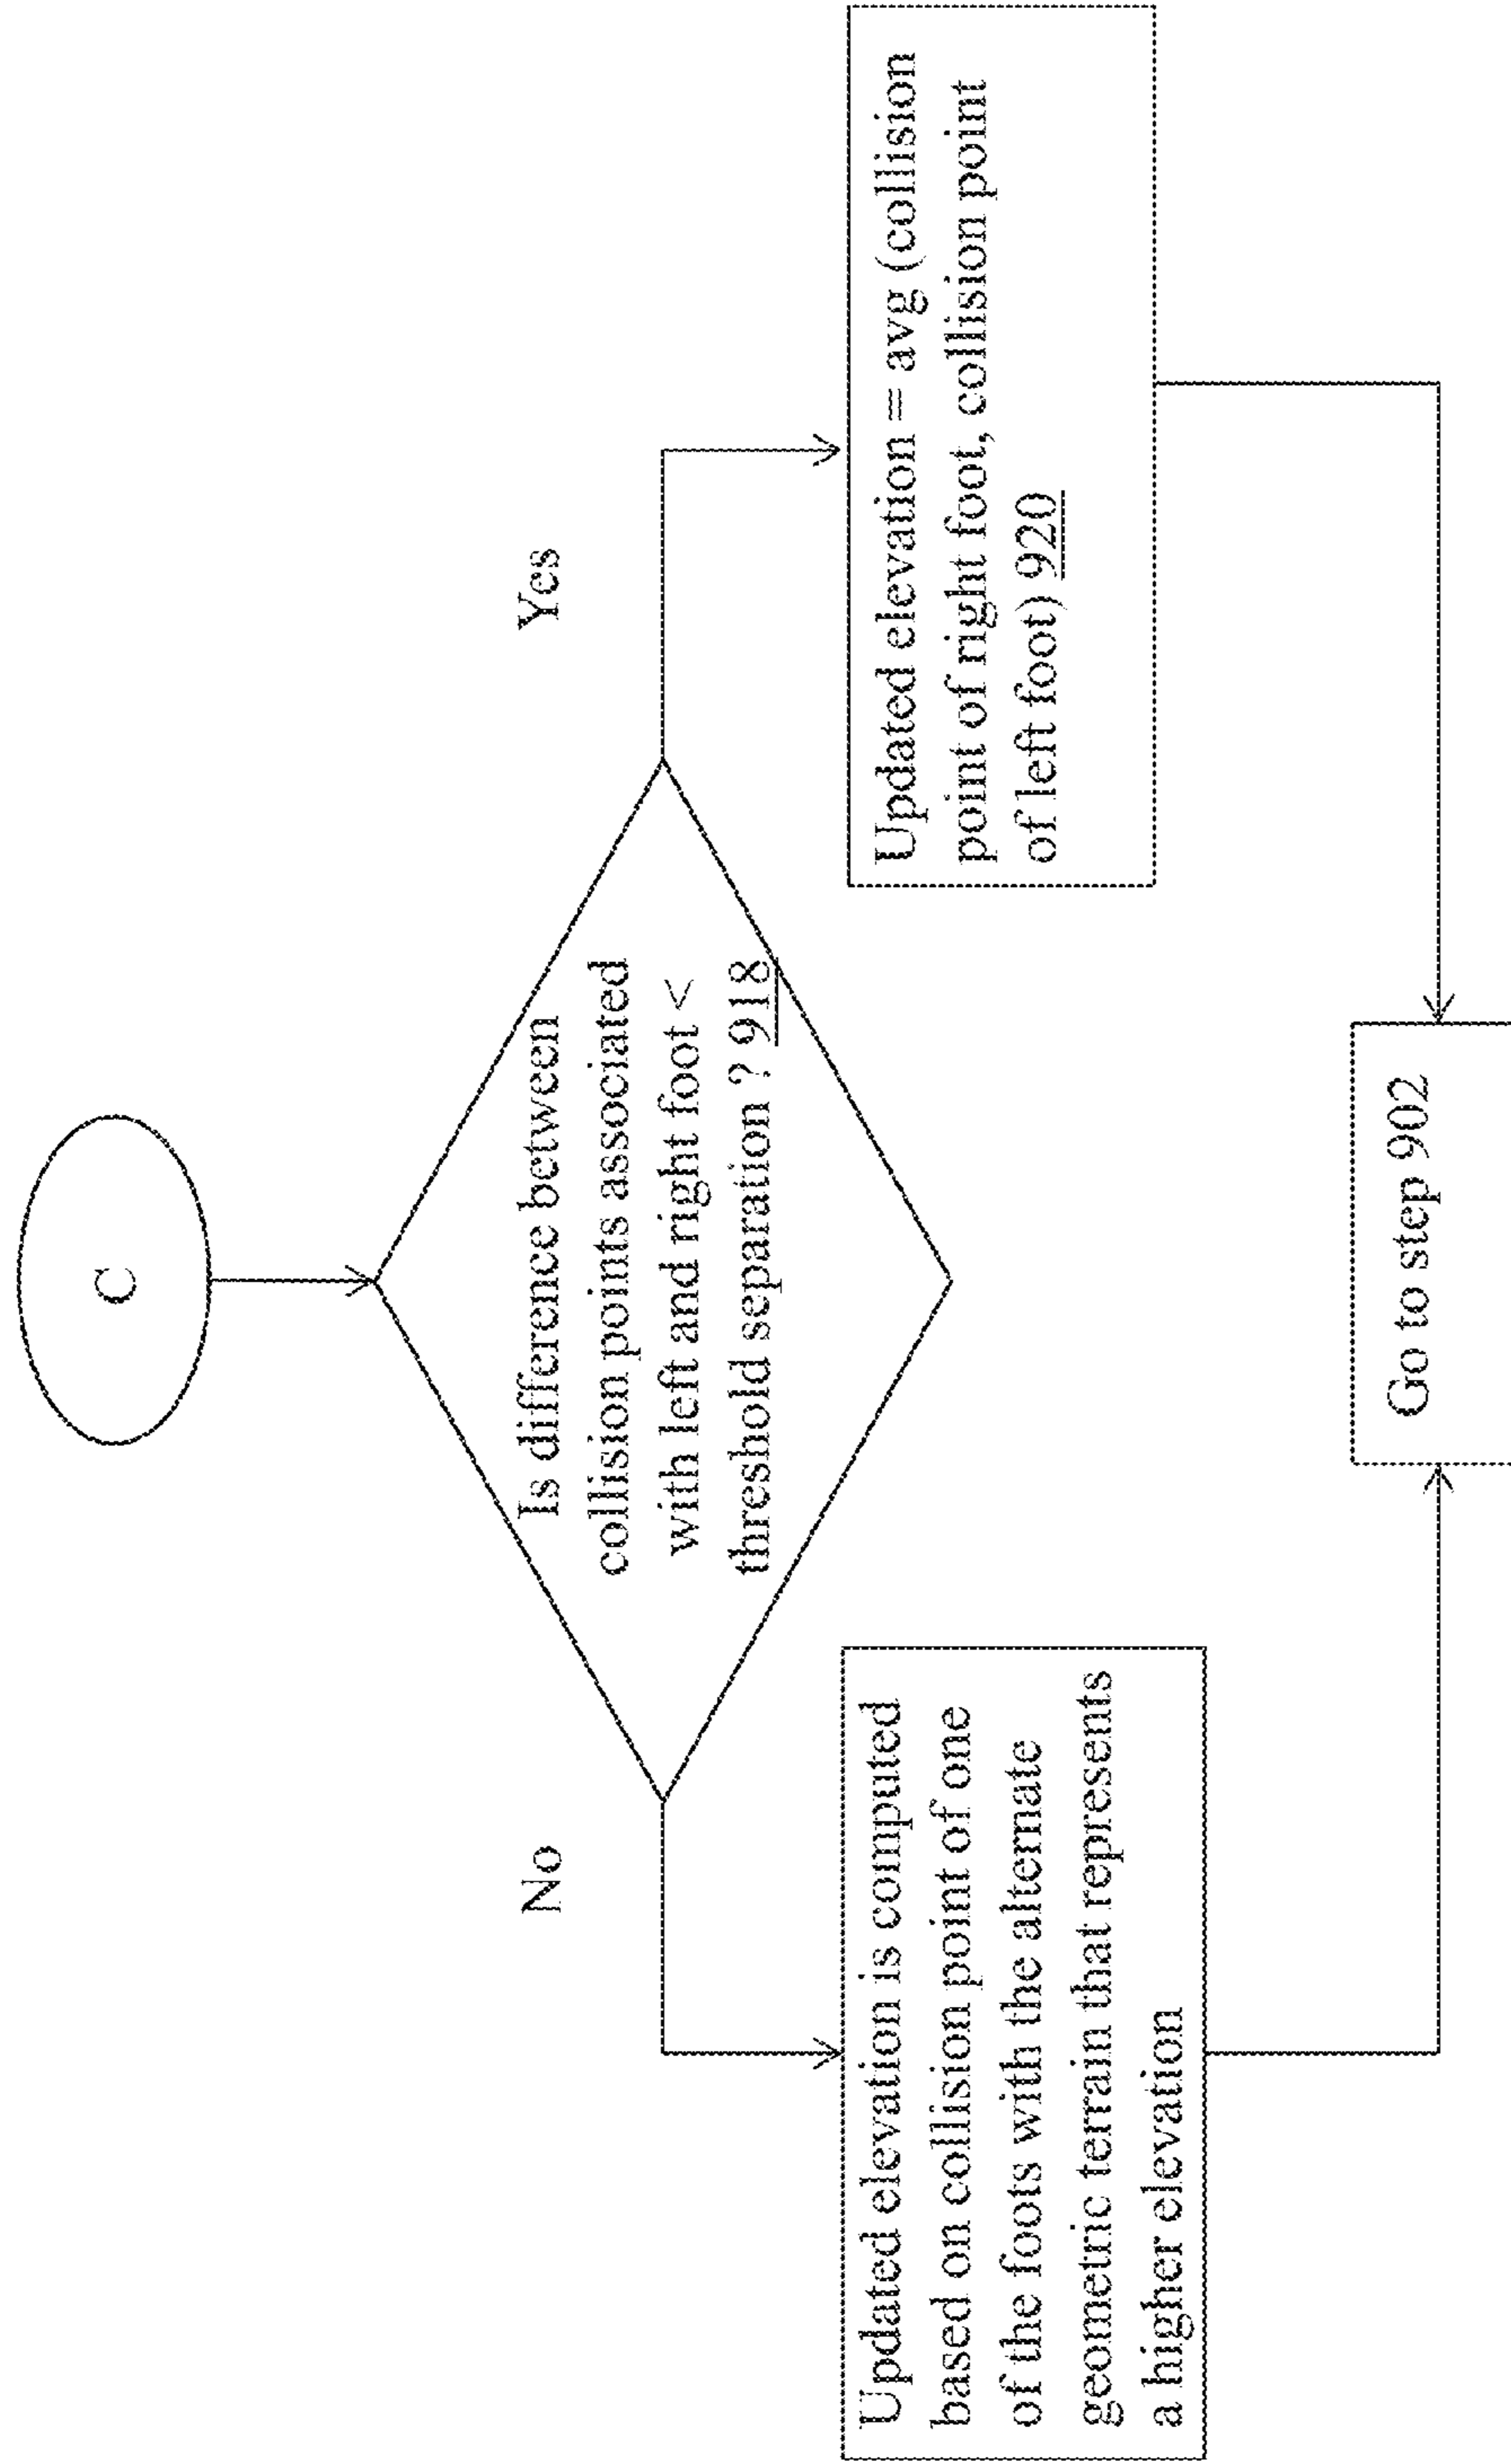 C
Is difference between
collision points associated
with left and right foot <
threshold separation ? 918
No
Yes
Updated elevation is computed
based on collision point of one
of the foots with the alternate
geometric terrain that represents
a higher elevation
Updated elevation = avg (collision
point of right foot, collision point
of left foot) 920
Go to step 902